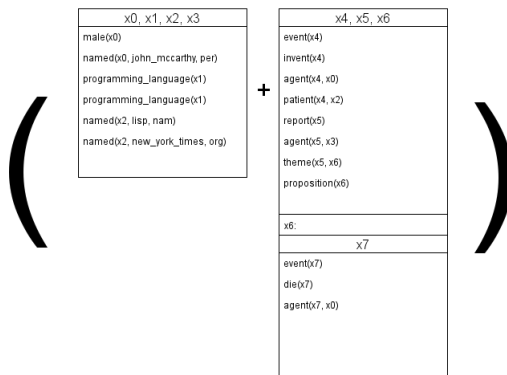 x0, x1, x2, x3
male(x0)
named(x0, john_mccarthy, per)
programming_language(x1)
programming_language(x1)
named(x2, lisp, nam)
named(x2, new_york_times, org)
(
+
x4, x5, x6
event(x4)
invent(x4)
agent(x4, x0)
patient(x4, x2)
report(x5)
agent(x5, x3)
theme(x5, x6)
proposition(x6)
x6:
x7
event(x7)
die(x7)
agent(x7, x0)
)